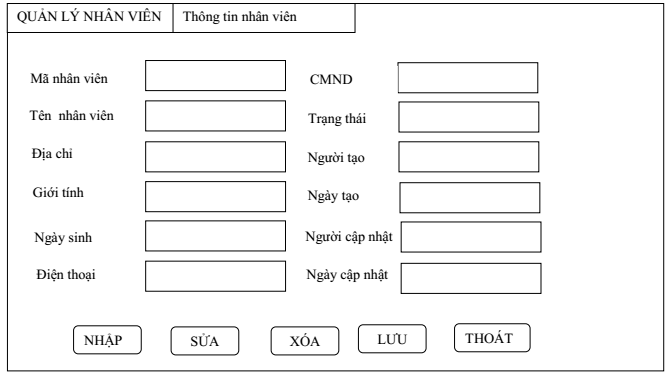 QUẢN LÝ NHÂN VIÊN Thông tin nhân viên
Mã nhân viên CMND
Tên nhân viên Trạng thái
Địa chỉ Người tạo
Giới tính Ngày tạo
Ngày sinh Người cập nhật
Điện thoại Ngày cập nhật
NHẬP SỬA XÓA LƯU THOÁT